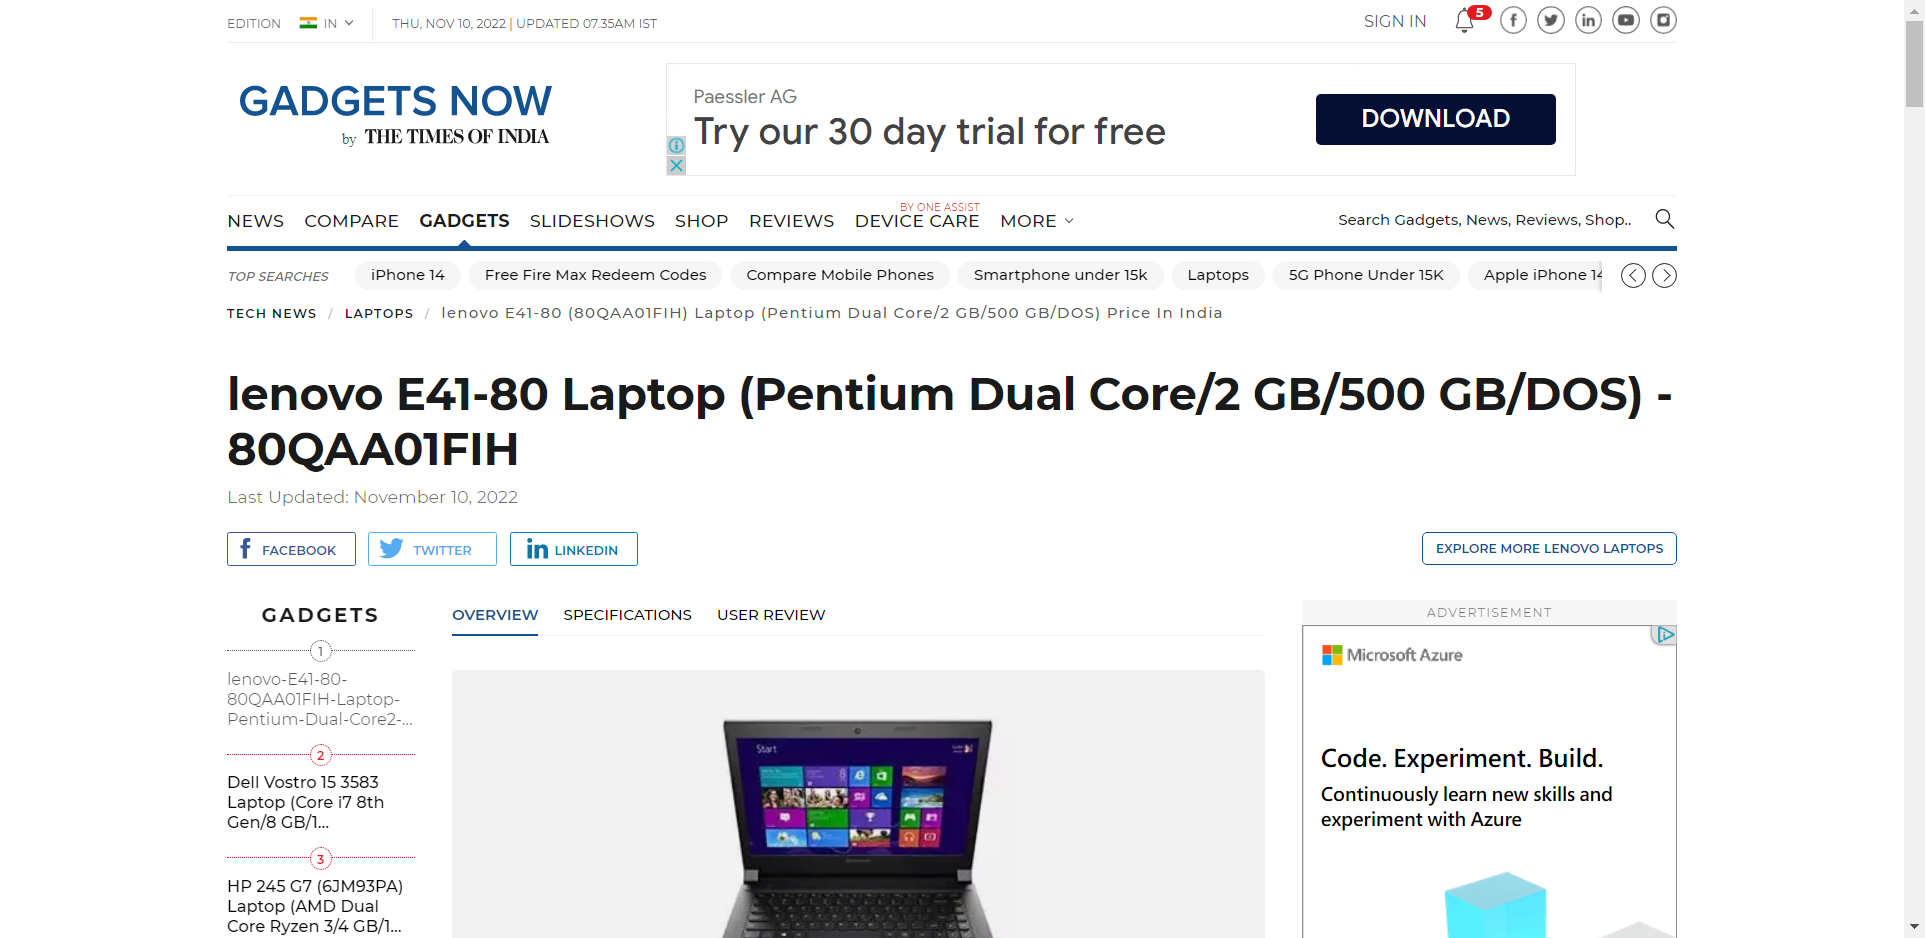 EDITION IN THU, NOV 10, 2022 | UPDATED 07.35AM IST SIGN IN 5
GADGETS NOW
by THE TIMES OF INDIA
Paessler AG
Try our 30 day trial for free
DOWNLOAD
BY ONE ASSIST
NEWS COMPARE GADGETS SLIDESHOWS SHOP REVIEWS DEVICE CARE MORE Search Gadgets, News, Reviews, Shop..
TOP SEARCHES iPhone 14 Free Fire Max Redeem Codes Compare Mobile Phones Smartphone under 15k Laptops 5G Phone Under 15K Apple iPhone 14
TECH NEWS / LAPTOPS / lenovo E41-80 (80QAA01FIH) Laptop (Pentium Dual Core/2 GB/500 GB/DOS) Price In India
lenovo E41-80 Laptop (Pentium Dual Core/2 GB/500 GB/DOS) -
80QAA01FIH
Last Updated: November 10, 2022
FACEBOOK TWITTER LINKEDIN EXPLORE MORE LENOVO LAPTOPS
GADGETS
1
lenovo-E41-80-
80QAA01FIH-Laptop-
Pentium-Dual-Core2-...
2
Dell Vostro 15 3583
Laptop (Core i7 8th
Gen/8 GB/1...
3
HP 245 G7 (6JM93PA)
Laptop (AMD Dual
Core Ryzen 3/4 GB/1...
OVERVIEW SPECIFICATIONS USER REVIEW
Start
ADVERTISEMENT
Microsoft Azure
Code. Experiment. Build.
Continuously learn new skills and
experiment with Azure